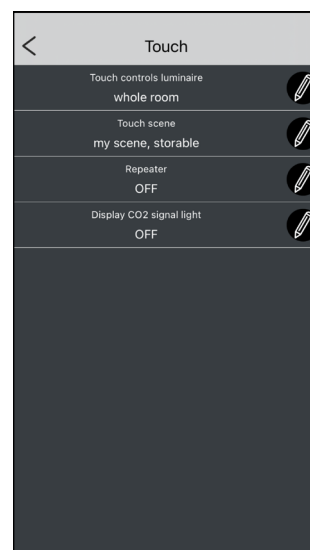 Touch
Touch controls luminaire
whole room
Touch scene
my scene, storable
Repeater
OFF
Display CO2 signal light
OFF